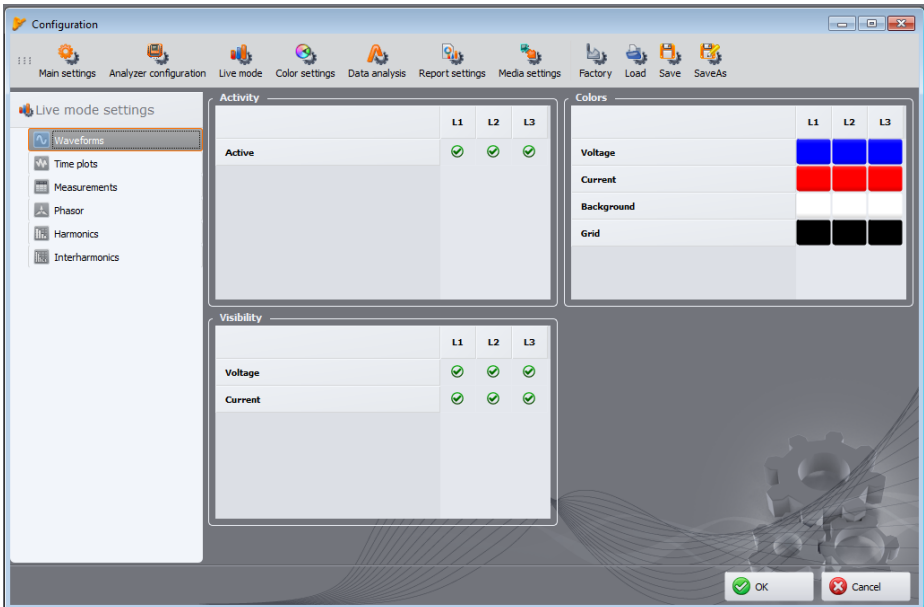 Configuration
Main settings Analyzer configuration Live mode Color settings Data analysis Report settings Media settings Factory Load Save SaveAs
Live mode settings
Waveforms
Time plots
Measurements
Phasor
Harmonics
Interharmonics
Activity
L1 L2 L3
Active
Colors
L1 L2 L3
Voltage
Current
Background
Grid
Visibility
L1 L2 L3
Voltage
Current
OK Cancel